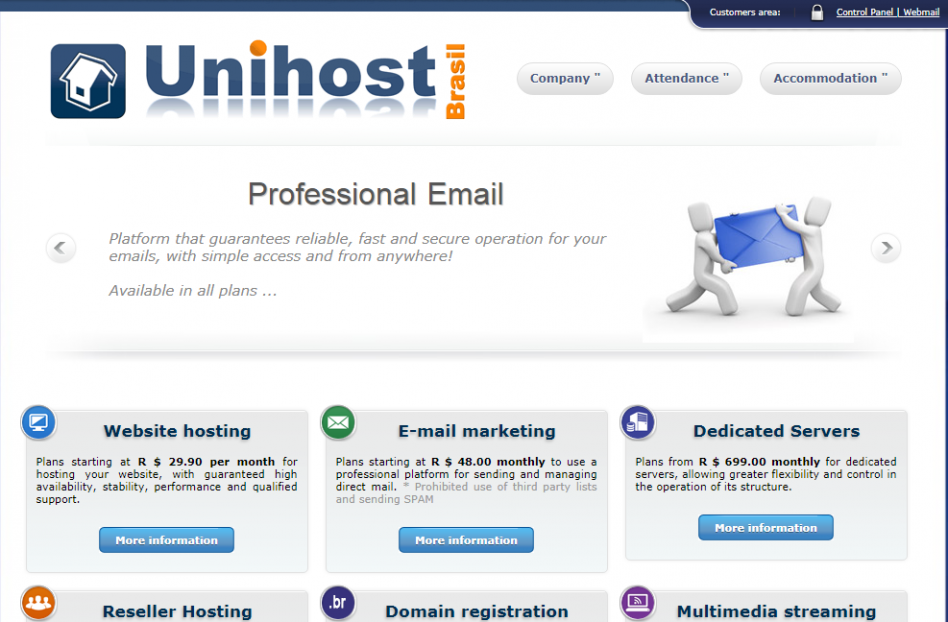 Customers area:
Control Panel | Webmail
Unihost
Brasil
Company "
Attendance "
Accommodation "
Professional Email
Platform that guarantees reliable, fast and secure operation for your
emails, with simple access and from anywhere!
Available in all plans ...
Website hosting
Plans starting at R $ 29.90 per month for
hosting your website, with guaranteed high
availability, stability, performance and qualified
support.
More information
E-mail marketing
Plans starting at R $ 48.00 monthly to use a
professional platform for sending and managing
direct mail. * Prohibited use of third party lists
and sending SPAM
More information
Dedicated Servers
Plans from R $ 699.00 monthly for dedicated
servers, allowing greater flexibility and control in
the operation of its structure.
More information
Reseller Hosting
.br
Domain registration
Multimedia streaming